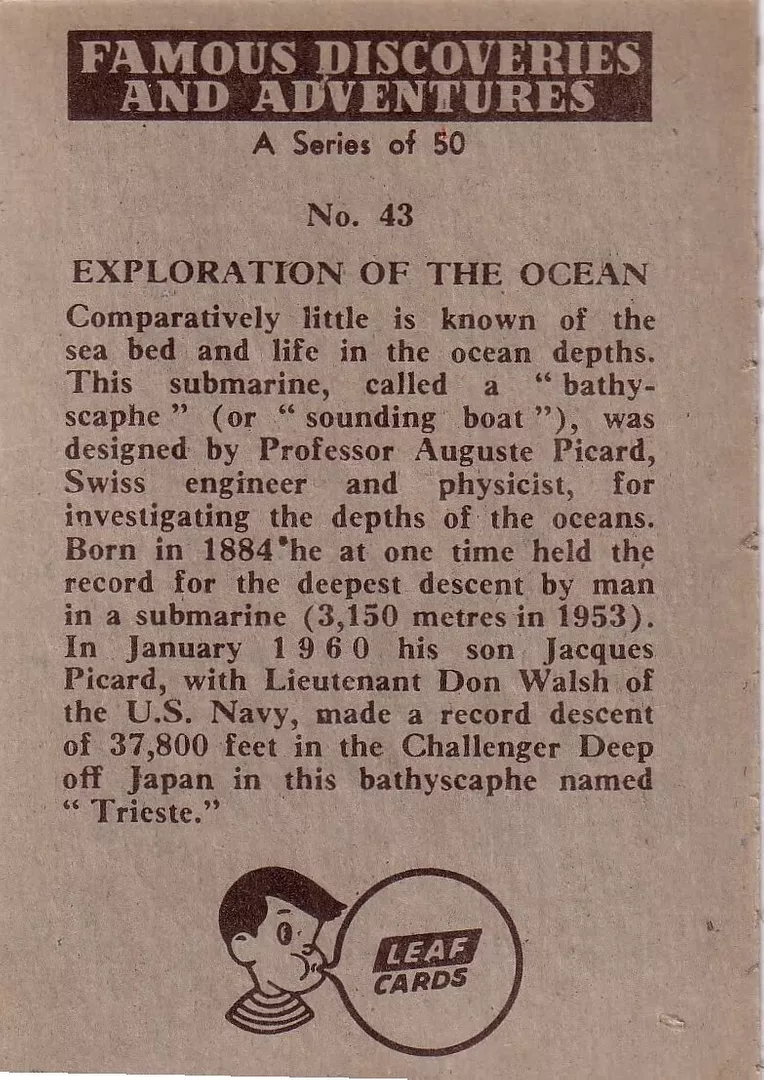 FAMOUS DISCOVERIES
AND ADVENTURES
A Series of 50
No. 43
EXPLORATION OF THE OCEAN
Comparatively little is known of the
sea bed and life in the ocean depths.
This submarine, called a “ bathy-
scaphe ” (or “ sounding boat ”), was
designed by Professor Auguste Picard,
Swiss engineer and physicist, for
investigating the depths of the oceans.
Born in 1884 he at one time held the
record for the deepest descent by man
in a submarine (3,150 metres in 1953).
In January 1960 his son Jacques
Picard, with Lieutenant Don Walsh of
the U.S. Navy, made a record descent
of 37,800 feet in the Challenger Deep
off Japan in this bathyscaphe named
“ Trieste.”
LEAF
CARDS